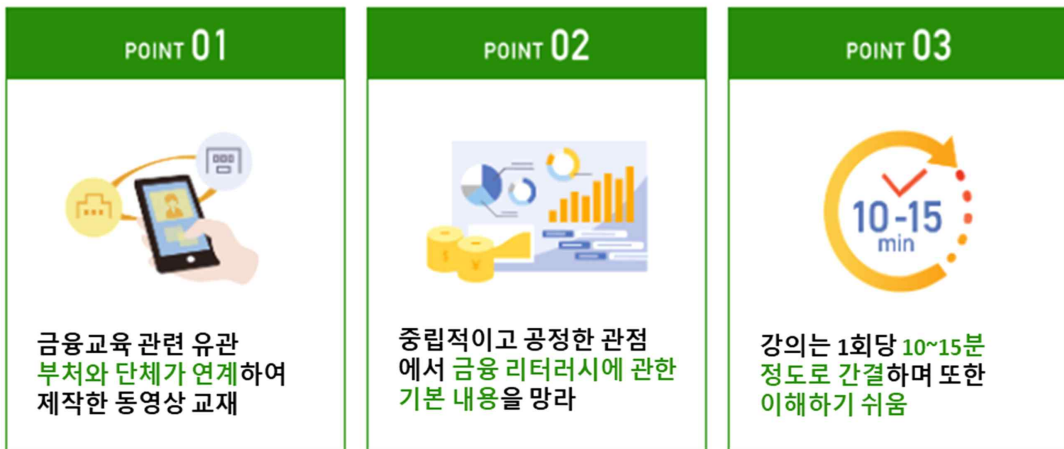 POINT 01
금융교육 관련 유관
부처와 단체가 연계하여
제작한 동영상 교재
POINT 02
$
¥
중립적이고 공정한 관점
에서 금융 리터러시에 관한
기본 내용을 망라
POINT 03
10-15
min
강의는 1회당 10~15분
정도로 간결하며 또한
이해하기 쉬움